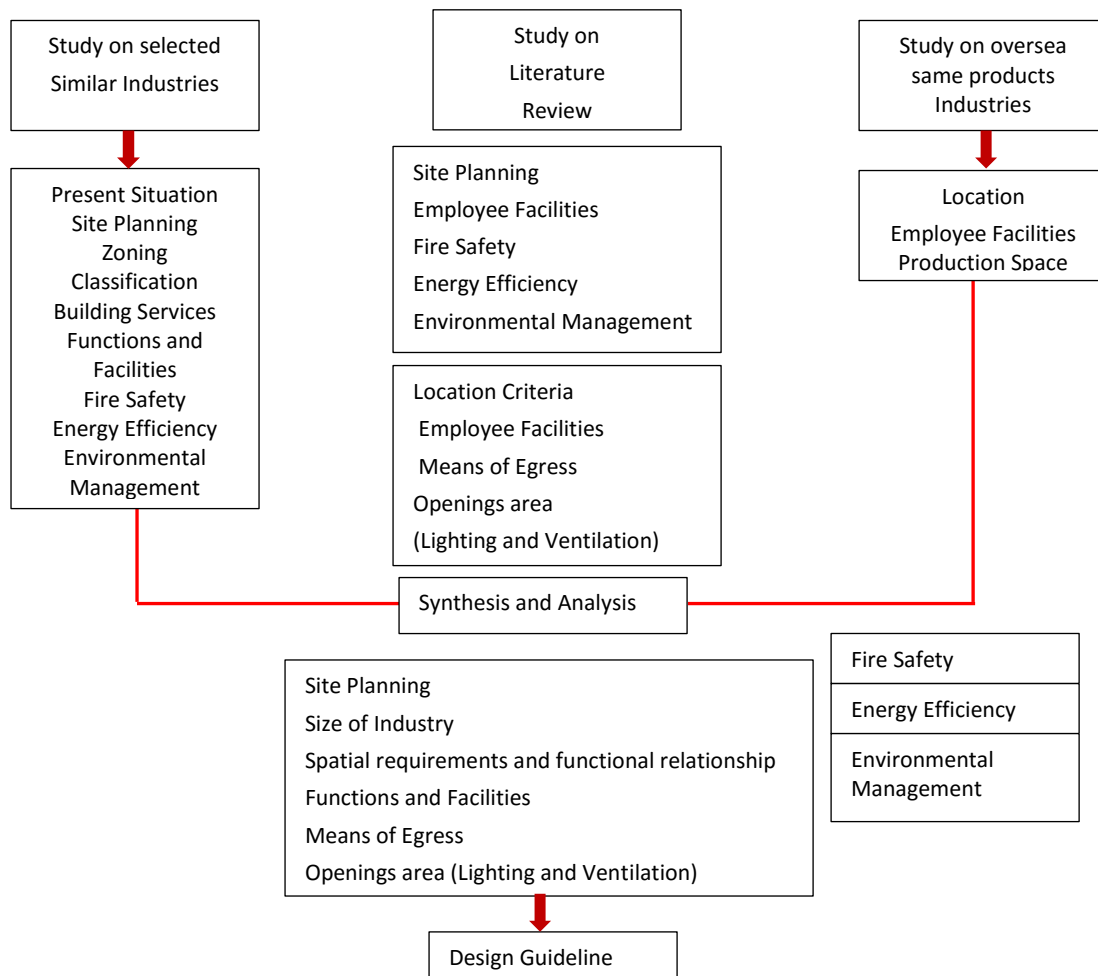 Study on selected
Similar Industries
Study on
Literature
Review
Study on oversea
same products
Industries
Present Situation
Site Planning
Zoning
Classification
Building Services
Functions and
Facilities
Fire Safety
Energy Efficiency
Environmental
Management
Site Planning
Employee Facilities
Fire Safety
Energy Efficiency
Environmental Management
Location
Employee Facilities
Production Space
Location Criteria
Employee Facilities
Means of Egress
Openings area
(Lighting and Ventilation)
Synthesis and Analysis
Site Planning
Size of Industry
Spatial requirements and functional relationship
Functions and Facilities
Means of Egress
Openings area (Lighting and Ventilation)
Fire Safety
Energy Efficiency
Environmental
Management
Design Guideline